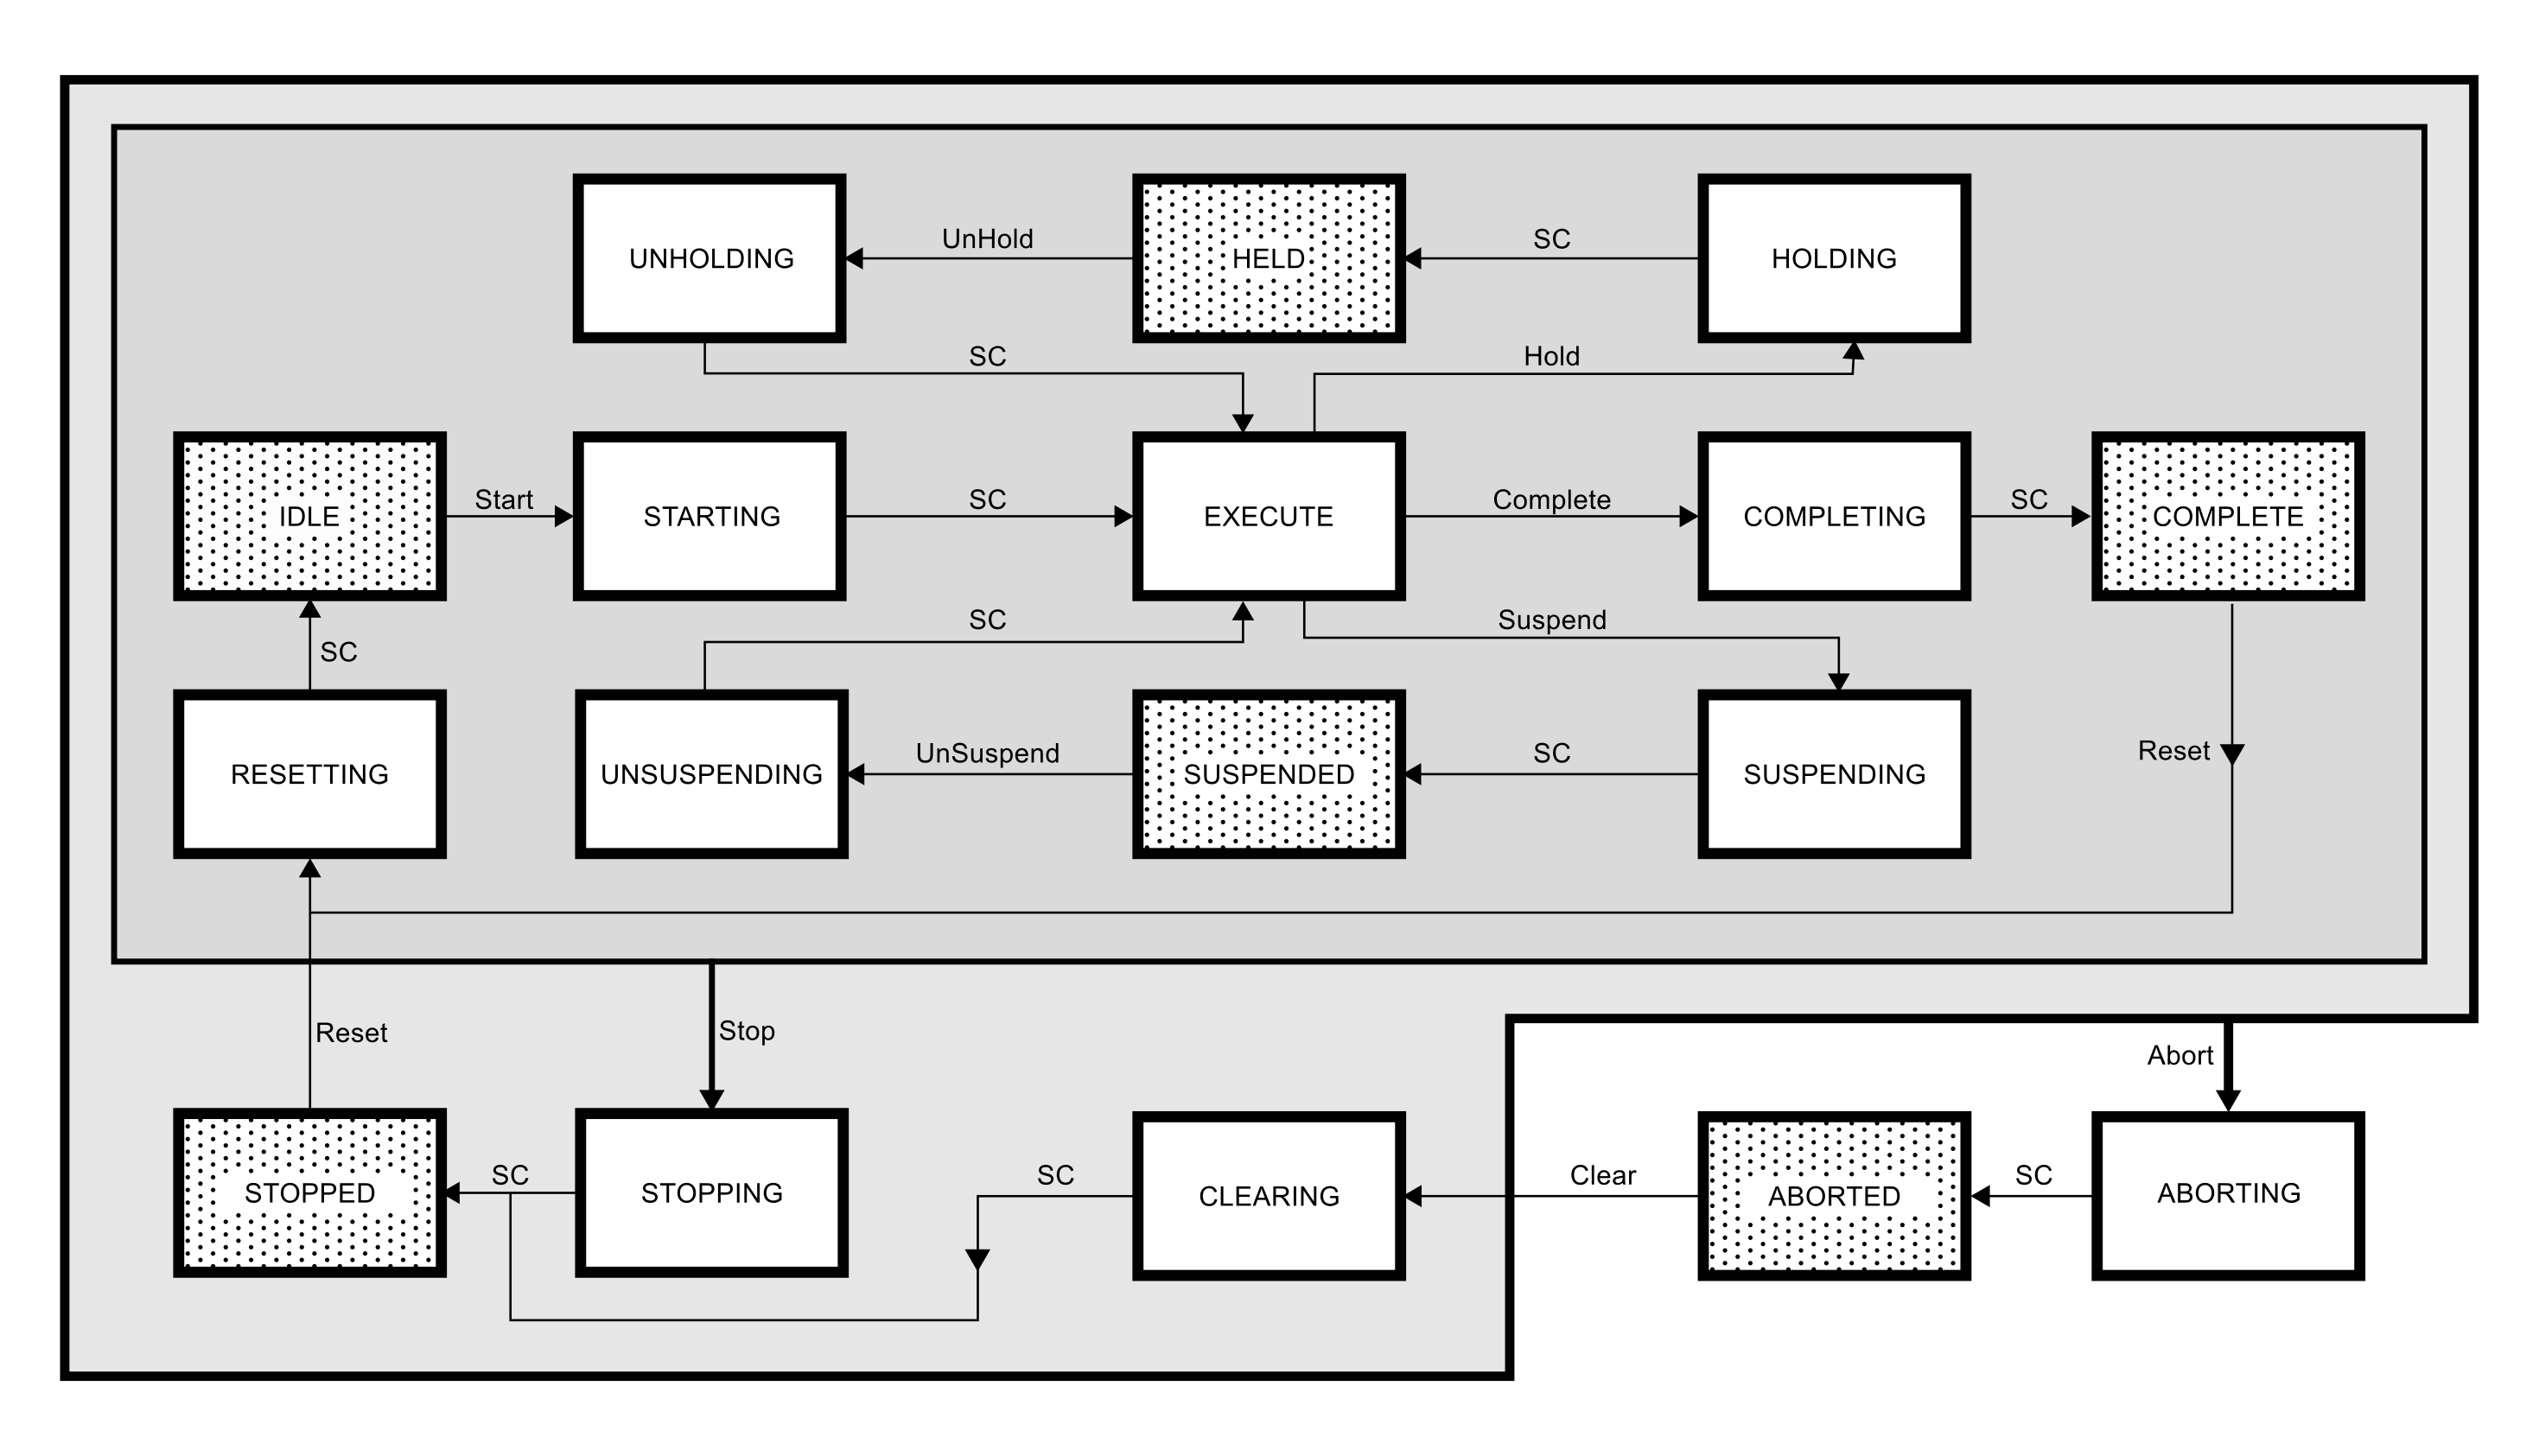 UNHOLDING
UnHold
HELD
SC
HOLDING
SC
Hold
IDLE
Start
STARTING
SC
EXECUTE
Complete
COMPLETING
SC
COMPLETE
SC
SC
Suspend
RESETTING
UNSUSPENDING
UnSuspend
SUSPENDED
SC
SUSPENDING
Reset
Reset
Stop
Abort
STOPPED
SC
STOPPING
SC
CLEARING
Clear
ABORTED
SC
ABORTING